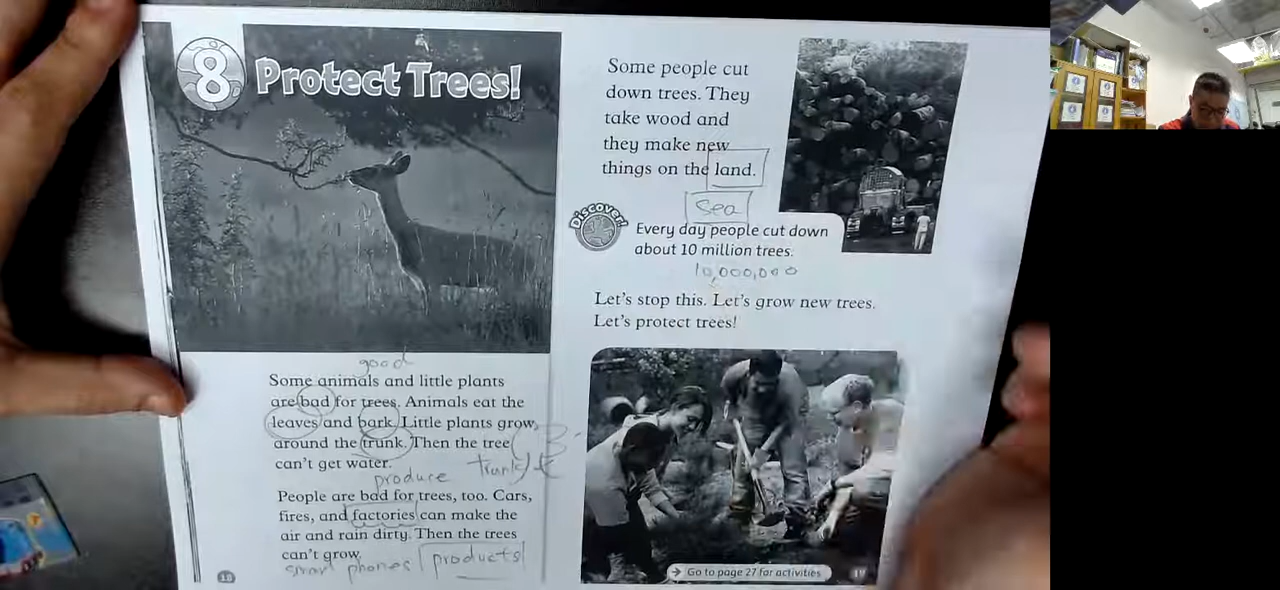 8
Protect Trees!
good
Some animals and little plants
are bad for trees. Animals eat the
leaves and bark. Little plants grow
around the trunk. Then the tree
can't get water.
trunk
produce
People are bad for trees, too. Cars,
fires, and factories can make the
air and rain dirty. Then the trees
can't grow.
smart phones products
18
Some people cut
down trees. They
take wood and
they make new
things on the land.
Sea
Discover!
Every day people cut down
about 10 million trees.
10,000,000
Let's stop this. Let's grow new trees.
Let's protect trees!
→ Go to page 27 for activities